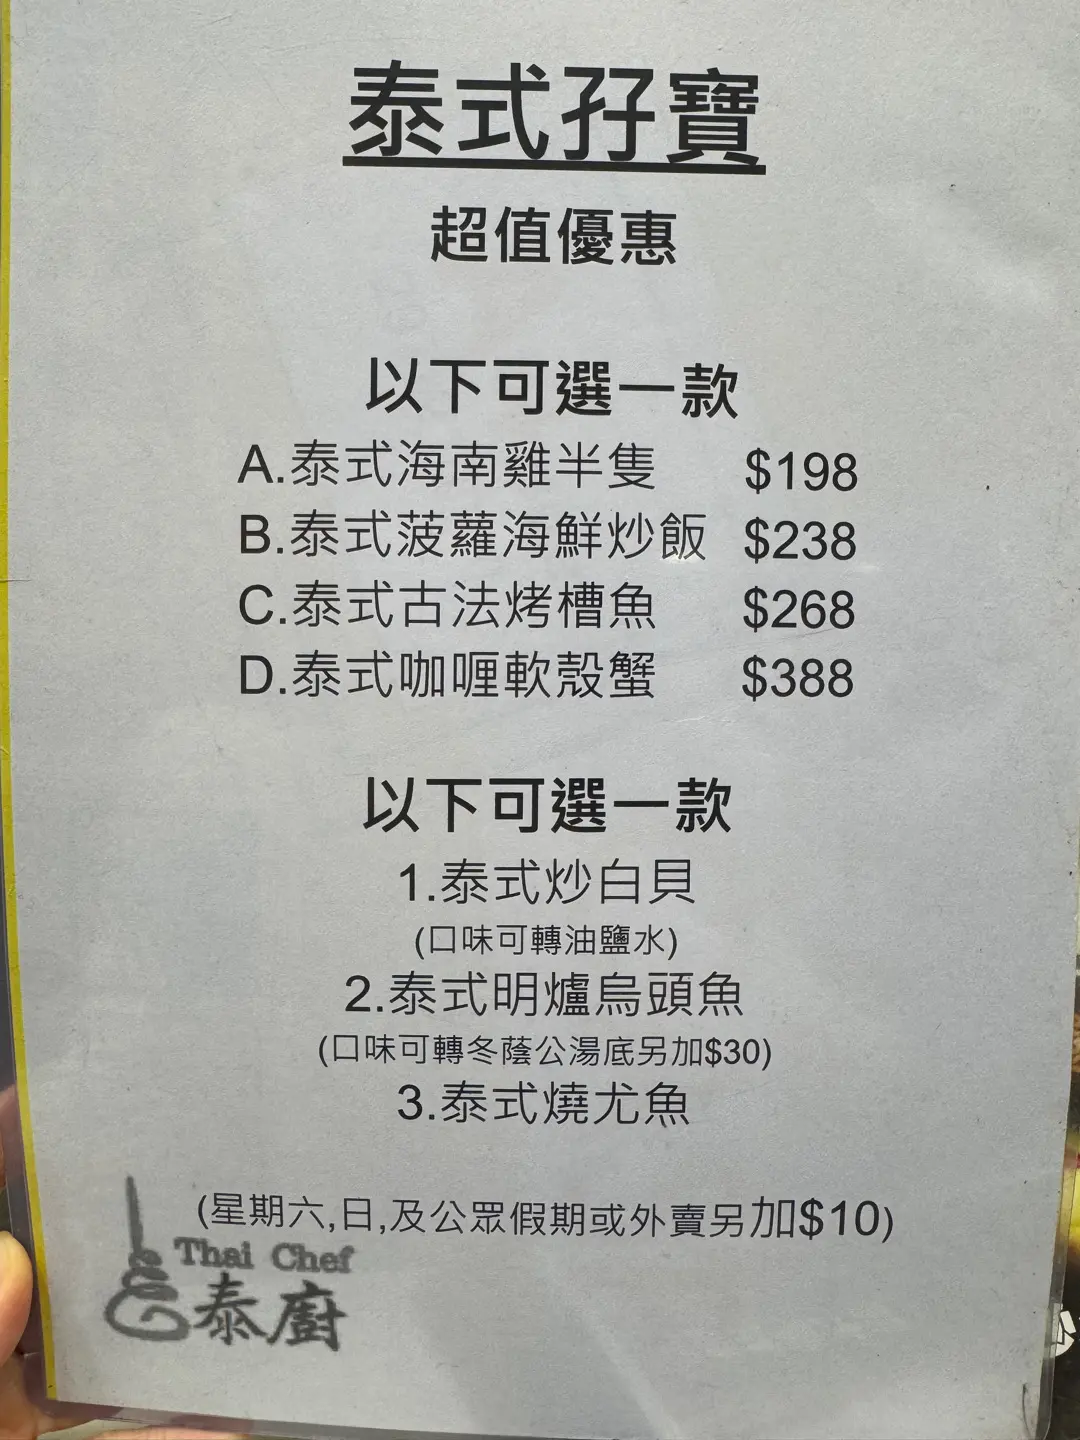 泰式孖寶
超值優惠
以下可選一款
A.泰式海南雞半隻 $198
B.泰式菠蘿海鮮炒飯 $238
C.泰式古法烤槽魚 $268
D.泰式咖喱軟殼蟹 $388
以下可選一款
1.泰式炒白貝
(口味可轉油鹽水)
2.泰式明爐烏頭魚
(口味可轉冬蔭公湯底另加$30)
3.泰式燒尤魚
(星期六,日,及公眾假期或外賣另加$10)
Thai Chef
泰廚